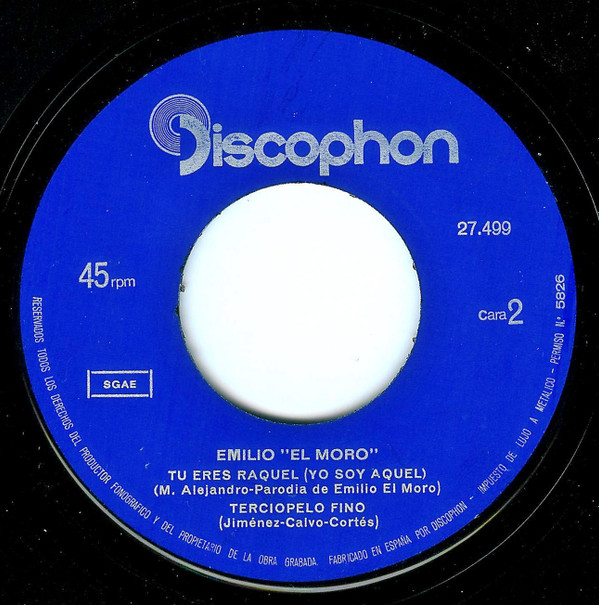 Discophon
27.499
45 rpm
cara 2
SGAE
EMILIO "EL MORO"
TU ERES RAQUEL (YO SOY AQUEL)
(M. Alejandro-Parodia de Emilio El Moro)
TERCIOPELO FINO
(Jiménez-Calvo-Cortés)
RESERVADOS TODOS LOS DERECHOS DEL PRODUCTOR FONOGRAFICO Y DEL PROPIETARIO DE LA OBRA GRABADA. FABRICADO EN ESPAÑA POR DISCOPHON - IMPUESTO DE LUJO A METALICO - PERMISO N.º 5826